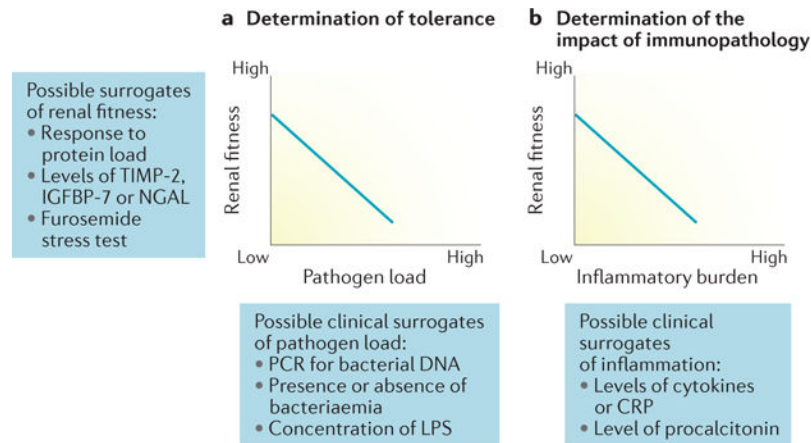 a Determination of tolerance
b Determination of the
impact of immunopathology
Possible surrogates
of renal fitness:
• Response to
protein load
• Levels of TIMP-2,
IGFBP-7 or NGAL
• Furosemide
stress test
High
Renal fitness
Low
High
Pathogen load
High
Renal fitness
Low
High
Inflammatory burden
Possible clinical surrogates
of pathogen load:
• PCR for bacterial DNA
• Presence or absence of
bacteriaemia
• Concentration of LPS
Possible clinical
surrogates
of inflammation:
• Levels of cytokines
or CRP
• Level of procalcitonin